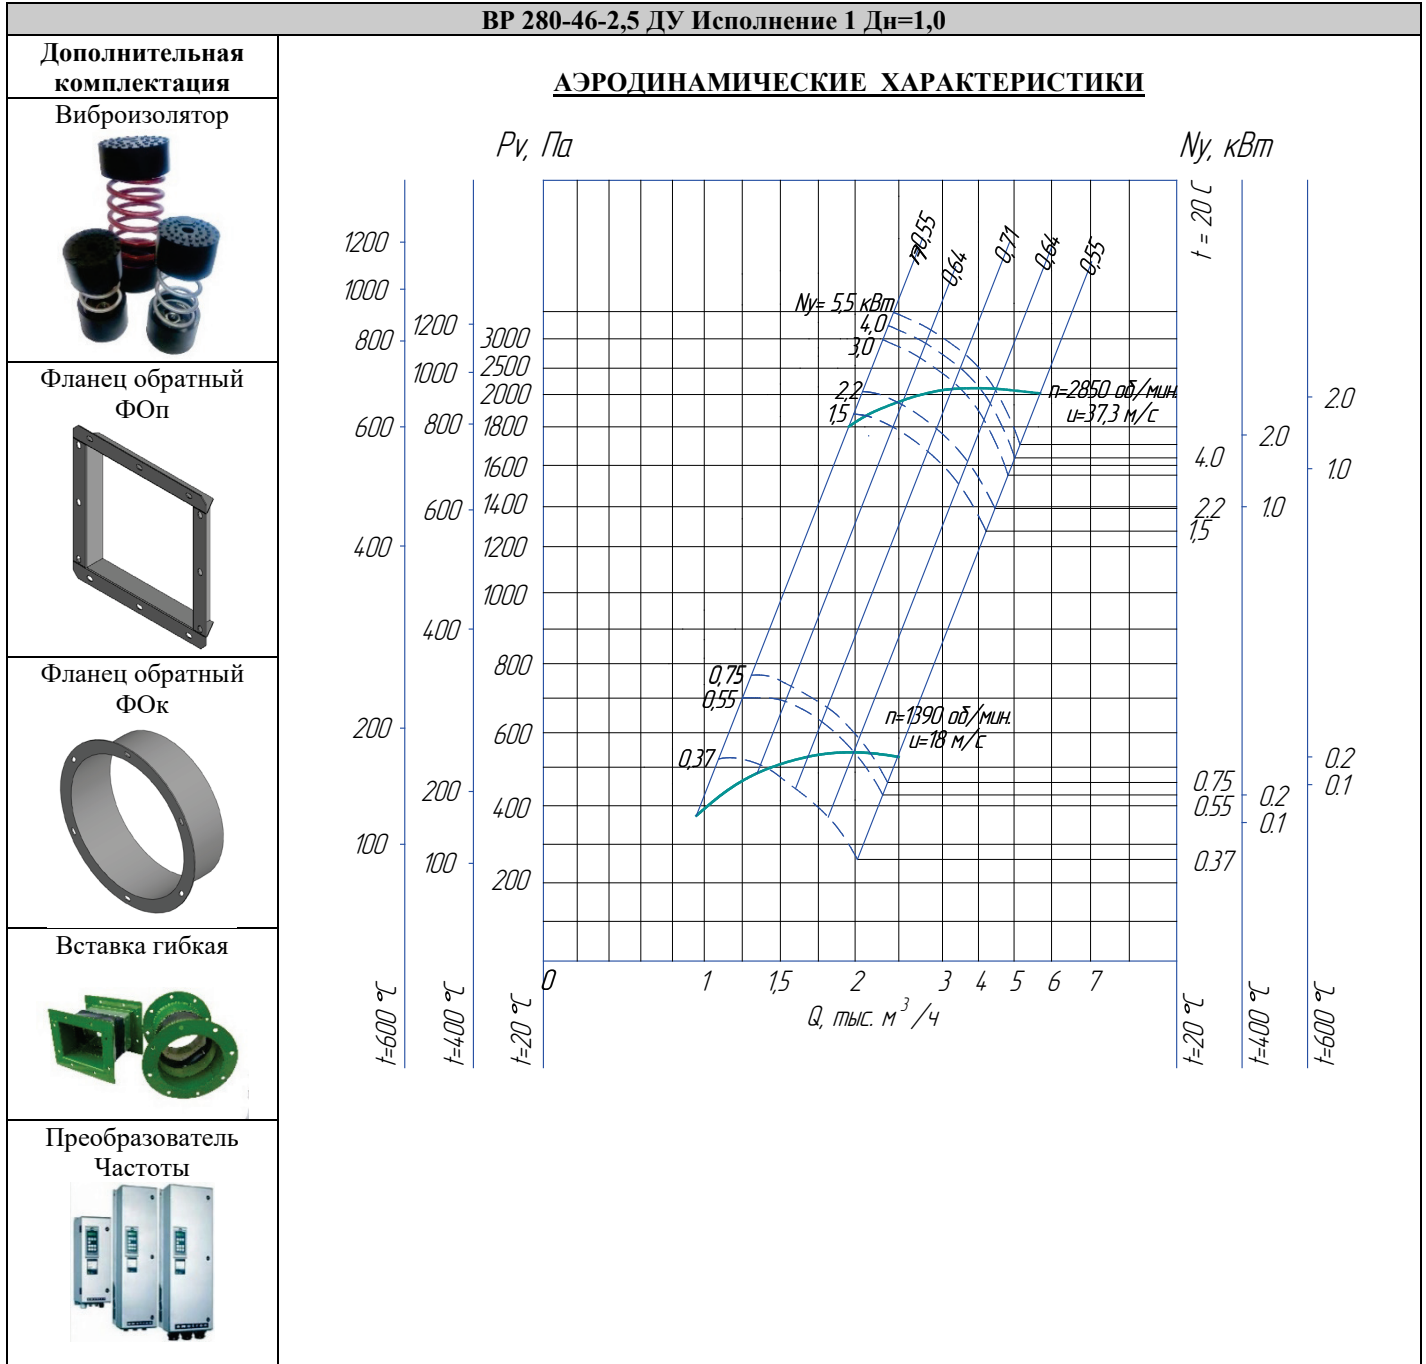 ВР 280-46-2,5 ДУ Исполнение 1 Дн=1,0
Дополнительная
комплектация
Виброизолятор
Фланец обратный
ФОп
Фланец обратный
ФОк
Вставка гибкая
Преобразователь
Частоты
АЭРОДИНАМИЧЕСКИЕ ХАРАКТЕРИСТИКИ
Pv, Па
Ny, кВт
1200
1000
800
600
400
200
100
t=600 °C
1200
1000
800
600
400
200
100
t=400 °C
3000
2500
2000
1800
1600
1400
1200
1000
800
600
400
200
t=20 °C
η=0,55
0,64
0,71
0,64
0,55
Ny= 5,5 кВт
4,0
3,0
2,2
1,5
n=2850 об/мин.
u=37,3 м/с
0,75
0,55
0,37
n=1390 об/мин.
u=18 м/с
0
1
1,5
2
3
4
5
6
7
Q, тыс. м³/ч
t = 20 C
4.0
2.2
1,5
0.75
0.55
0.37
t=20 °C
2.0
1.0
0.2
0.1
t=400 °C
2.0
1.0
0.2
0.1
t=600 °C